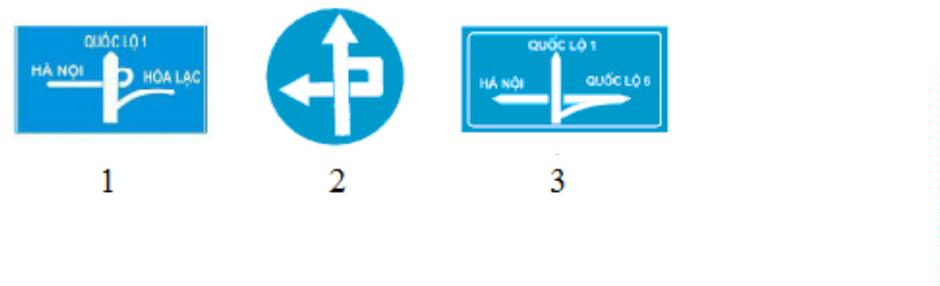 QUỐC LỘ 1
HÀ NỘI
HÒA LẠC
1
2
QUỐC LỘ 1
HÀ NỘI
QUỐC LỘ 6
3